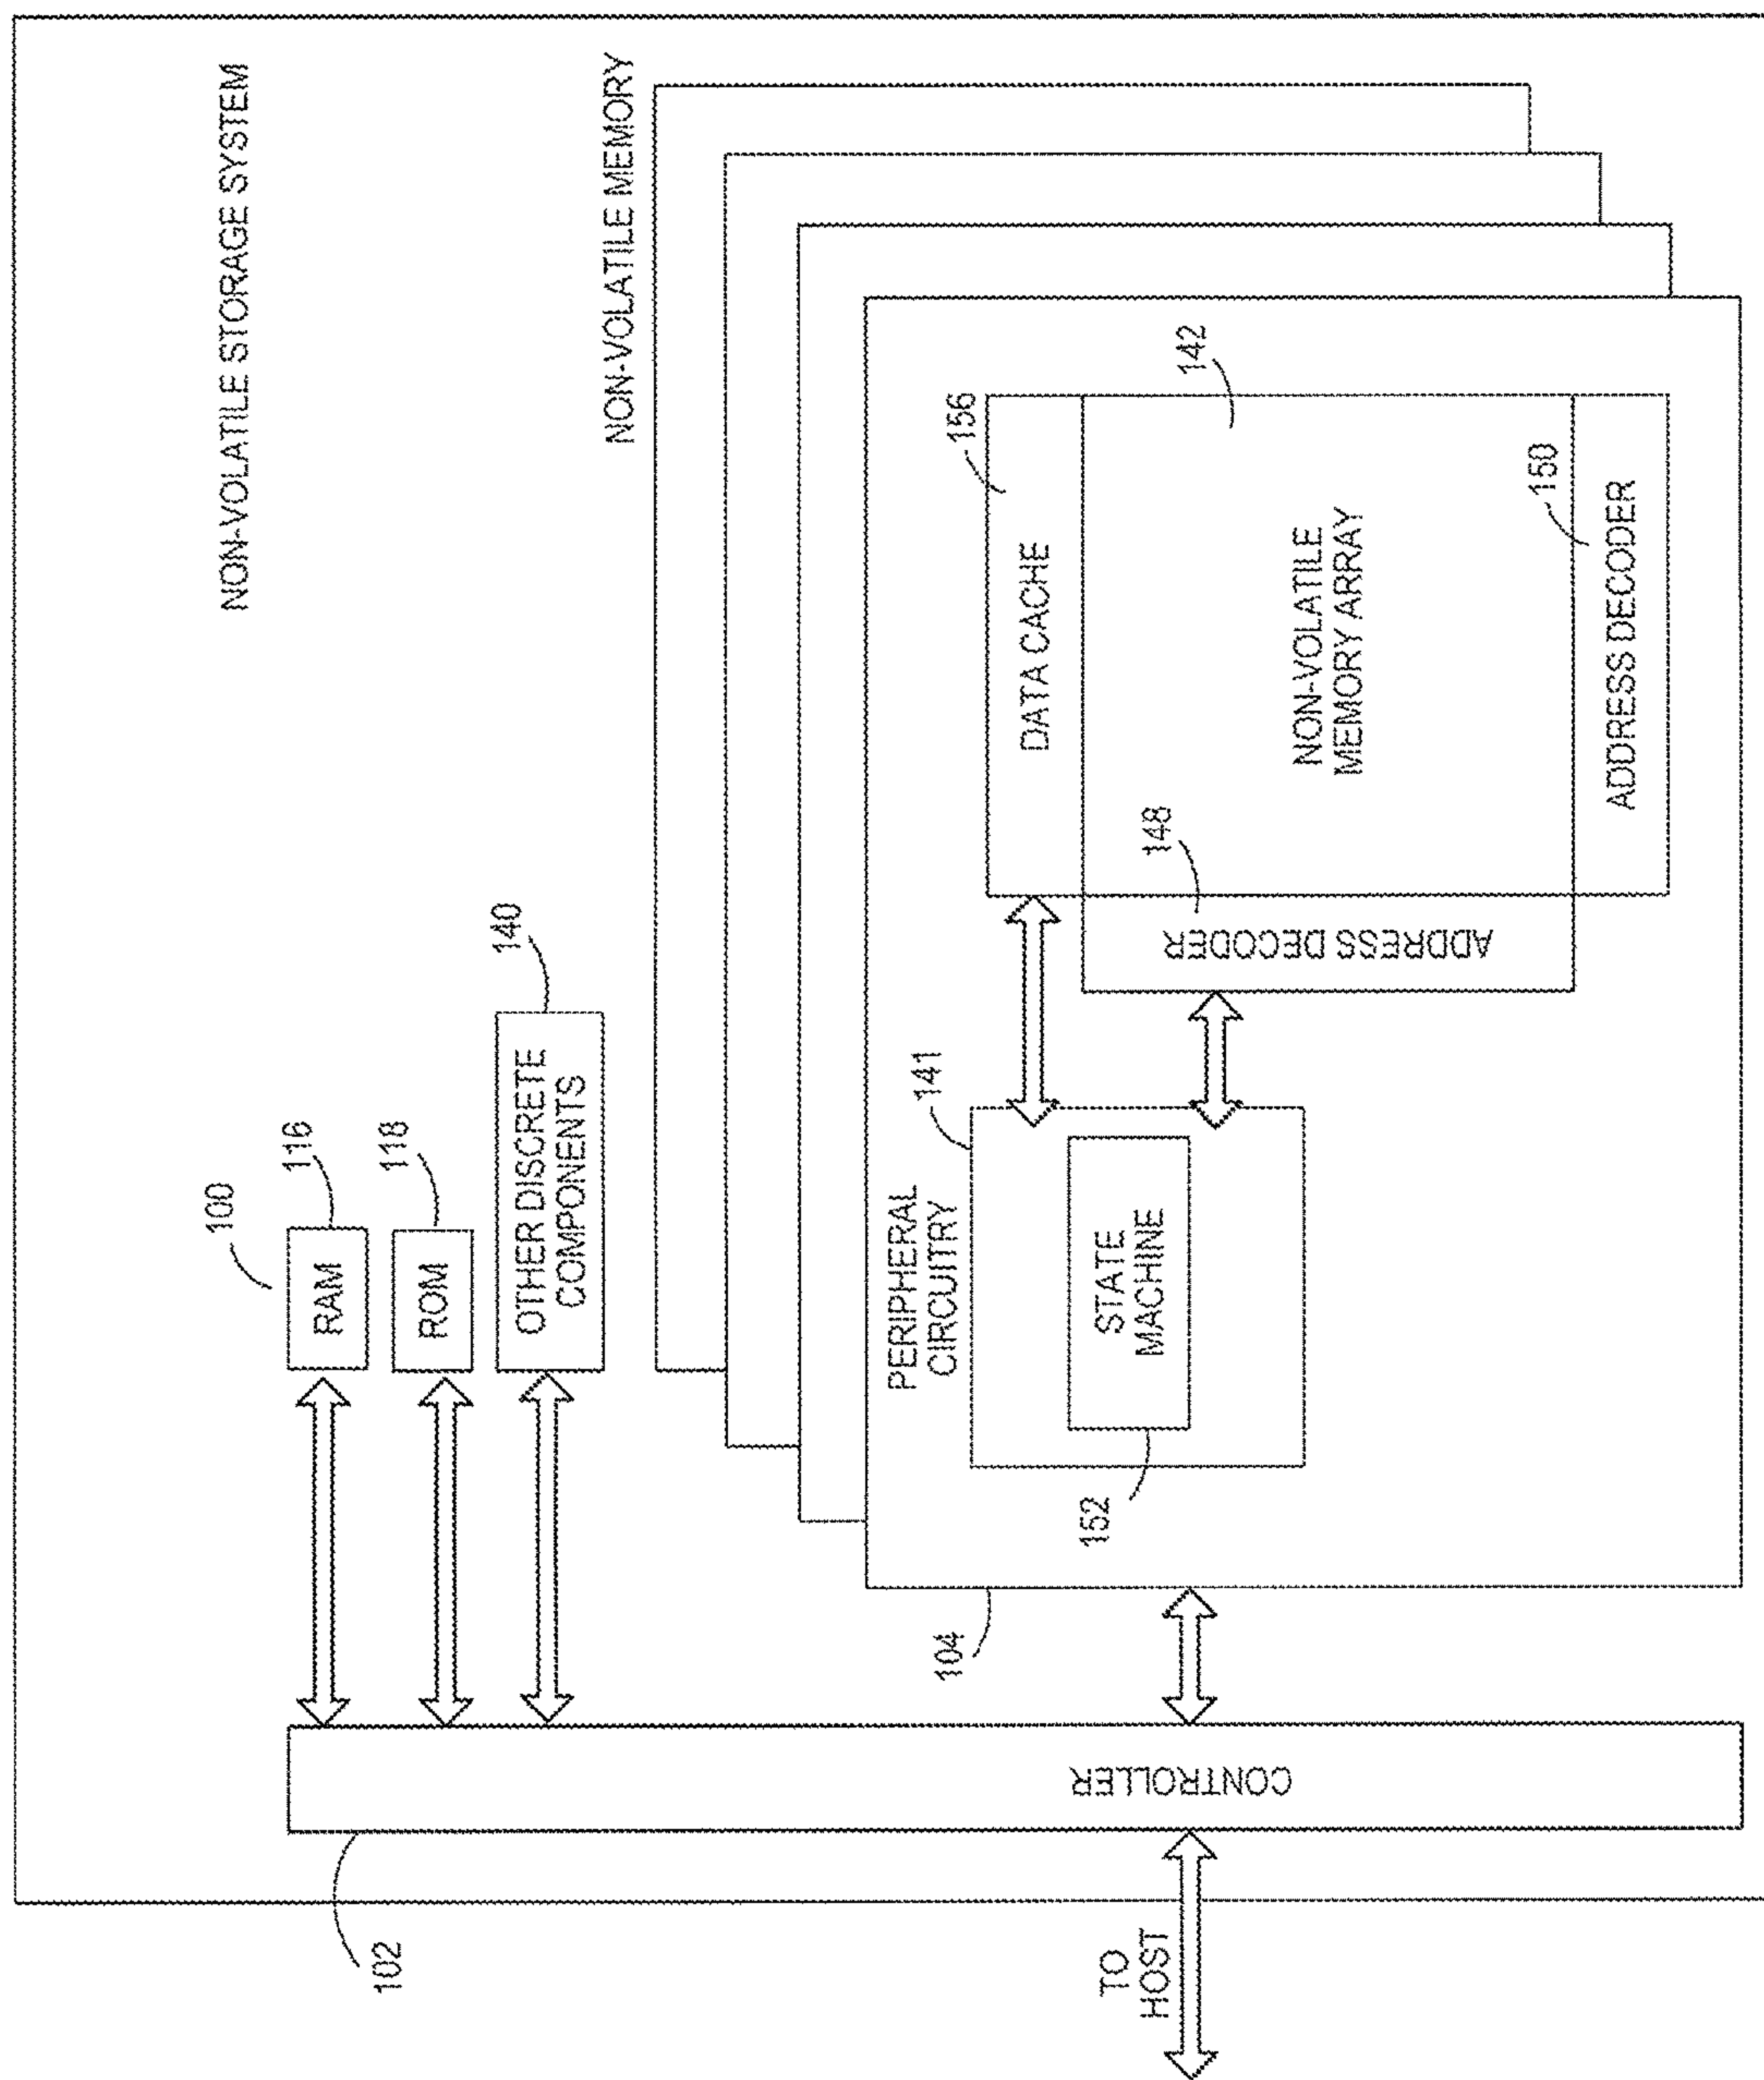 NON-VOLATILE STORAGE SYSTEM
100
RAM
116
ROM
118
OTHER DISCRETE
COMPONENTS
140
NON-VOLATILE MEMORY
102
CONTROLLER
TO
HOST
104
PERIPHERAL
CIRCUITRY
141
STATE
MACHINE
152
DATA CACHE
156
ADDRESS DECODER
148
NON-VOLATILE
MEMORY ARRAY
142
ADDRESS DECODER
150